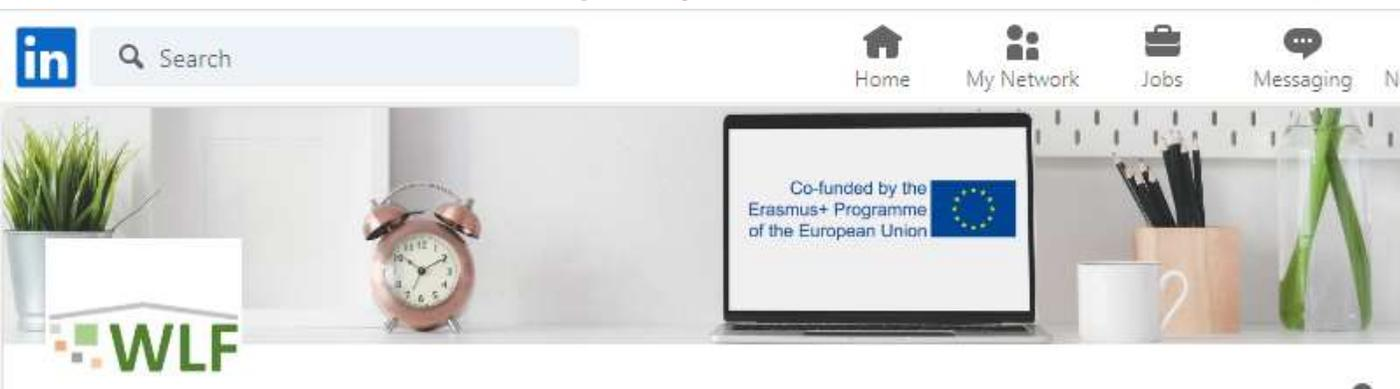 in
Search
Home
My Network
Jobs
Messaging
N
Co-funded by the
Erasmus+ Programme
of the European Union
WLF